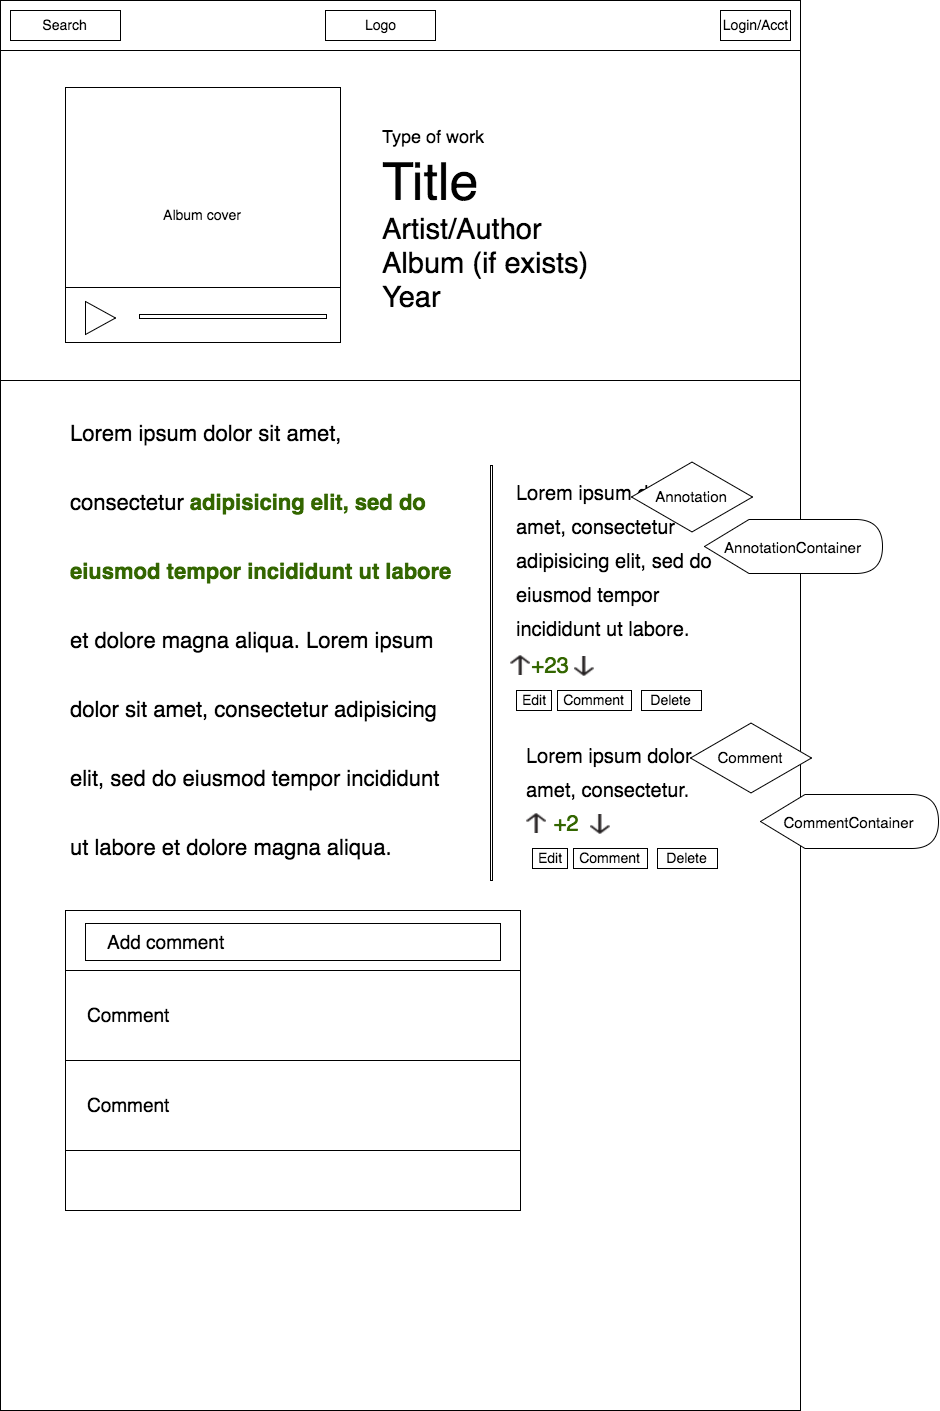 Search
Logo
Login/Acct
Album cover
Type of work
Title
Artist/Author
Album (if exists)
Year
Lorem ipsum dolor sit amet,
consectetur adipisicing elit, sed do
eiusmod tempor incididunt ut labore
et dolore magna aliqua. Lorem ipsum
dolor sit amet, consectetur adipisicing
elit, sed do eiusmod tempor incididunt
ut labore et dolore magna aliqua.
Lorem ipsum
Annotation
amet, consectetur
AnnotationContainer
adipisicing elit, sed do
eiusmod tempor
incididunt ut labore.
+23
Edit
Comment
Delete
Lorem ipsum dolor
Comment
amet, consectetur.
CommentContainer
+2
Edit
Comment
Delete
Add comment
Comment
Comment